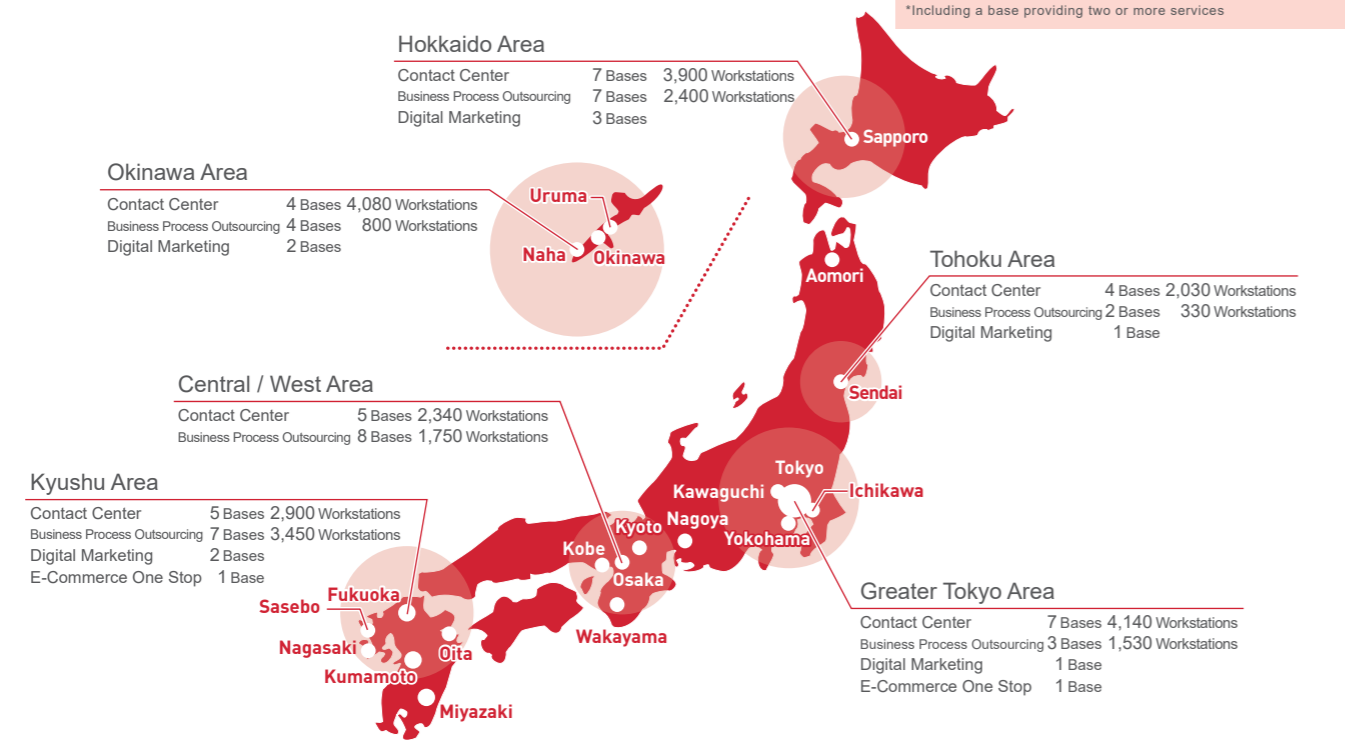 *Including a base providing two or more services
Hokkaido Area
Contact Center 7 Bases 3,900 Workstations
Business Process Outsourcing 7 Bases 2,400 Workstations
Digital Marketing 3 Bases
Sapporo
Okinawa Area
Contact Center 4 Bases 4,080 Workstations
Business Process Outsourcing 4 Bases 800 Workstations
Digital Marketing 2 Bases
Uruma
Naha
Okinawa
Aomori
Tohoku Area
Contact Center 4 Bases 2,030 Workstations
Business Process Outsourcing 2 Bases 330 Workstations
Digital Marketing 1 Base
Sendai
Central / West Area
Contact Center 5 Bases 2,340 Workstations
Business Process Outsourcing 8 Bases 1,750 Workstations
Tokyo
Kawaguchi
Ichikawa
Nagoya
Yokohama
Kyoto
Kobe
Osaka
Wakayama
Kyushu Area
Contact Center 5 Bases 2,900 Workstations
Business Process Outsourcing 7 Bases 3,450 Workstations
Digital Marketing 2 Bases
E-Commerce One Stop 1 Base
Fukuoka
Sasebo
Nagasaki
Oita
Kumamoto
Miyazaki
Greater Tokyo Area
Contact Center 7 Bases 4,140 Workstations
Business Process Outsourcing 3 Bases 1,530 Workstations
Digital Marketing 1 Base
E-Commerce One Stop 1 Base